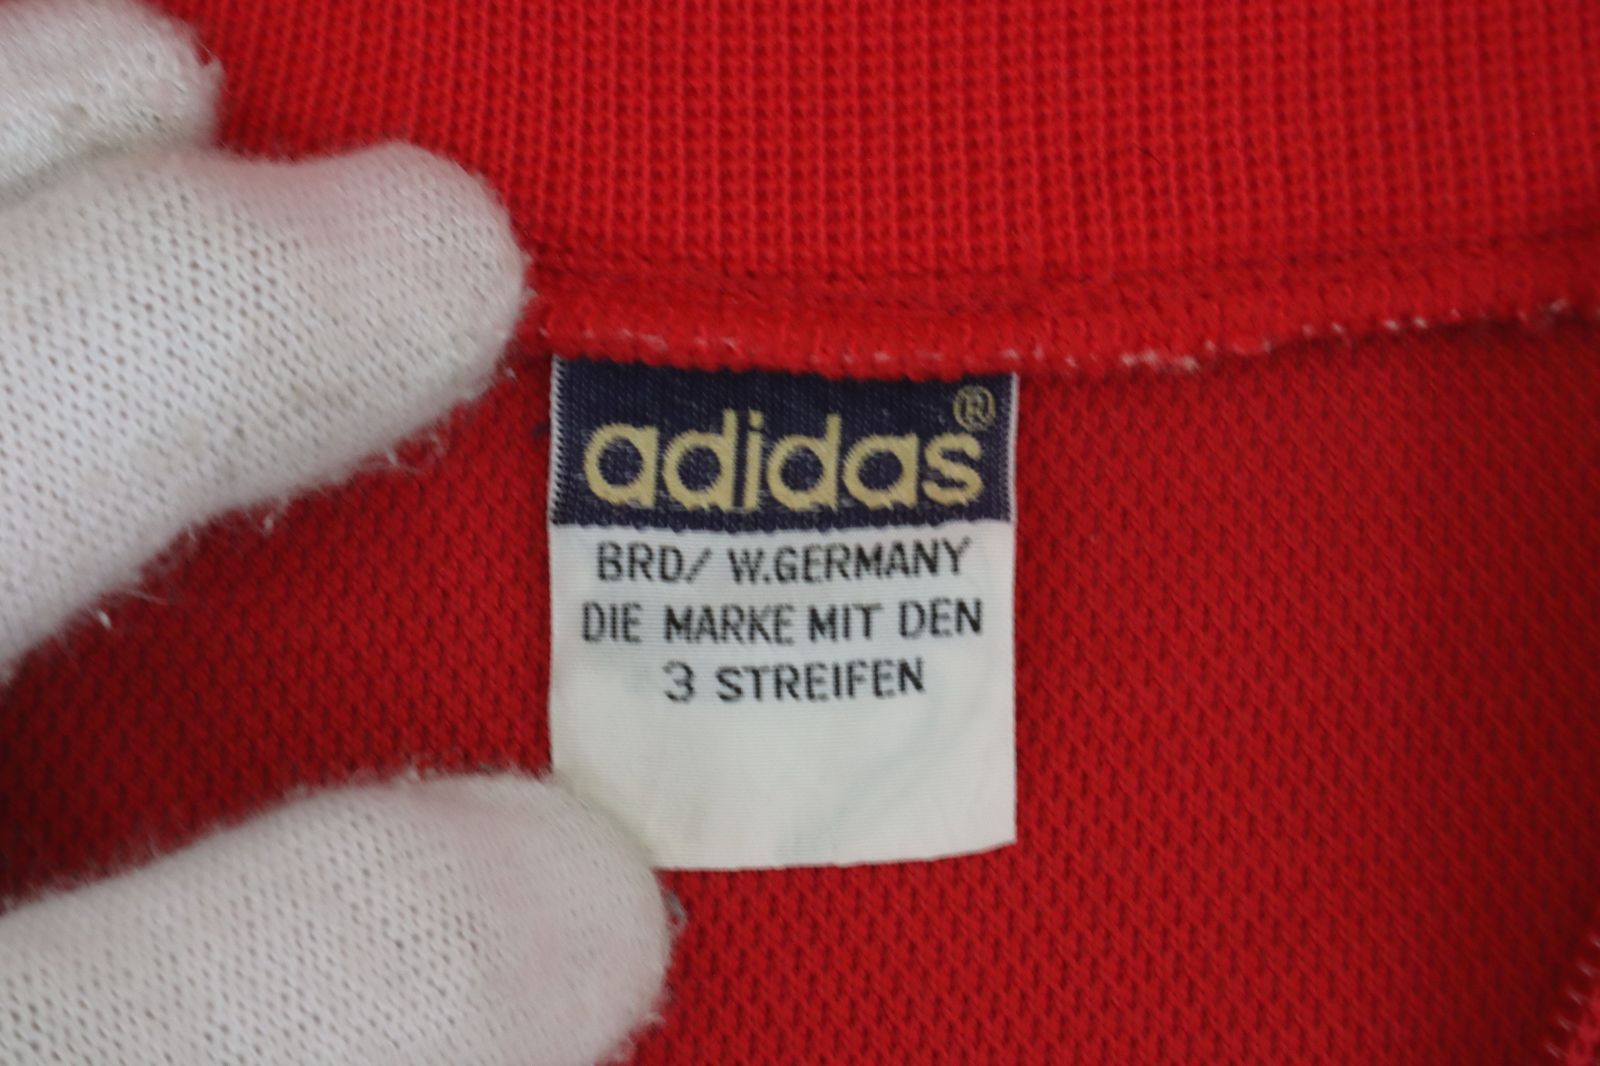 adidas®
BRD/ W.GERMANY
DIE MARKE MIT DEN
3 STREIFEN